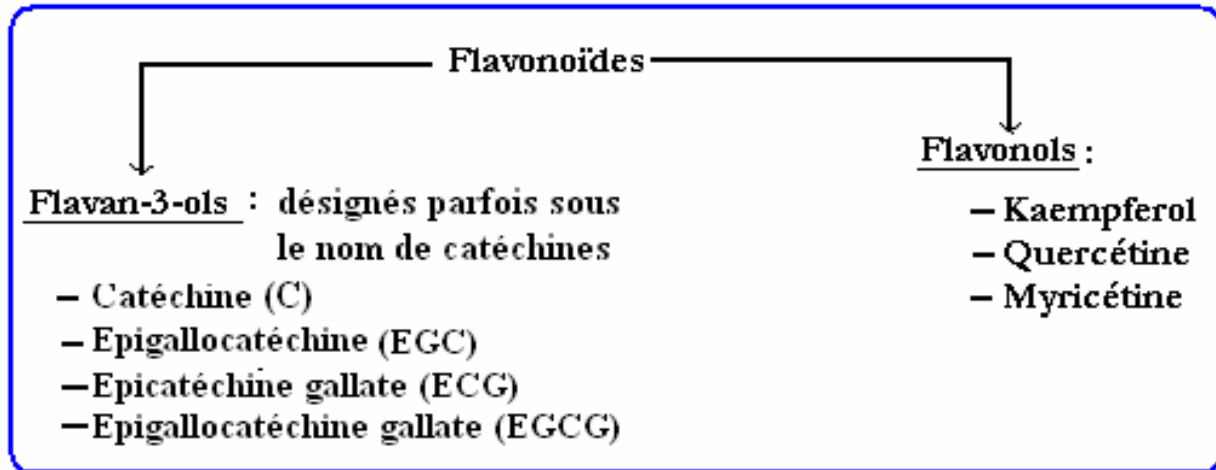 Flavonoïdes
Flavan-3-ols : désignés parfois sous
le nom de catéchines
– Catéchine (C)
– Epigallocatéchine (EGC)
– Epicatéchine gallate (ECG)
– Epigallocatéchine gallate (EGCG)
Flavonols :
– Kaempferol
– Quercétine
– Myricétine